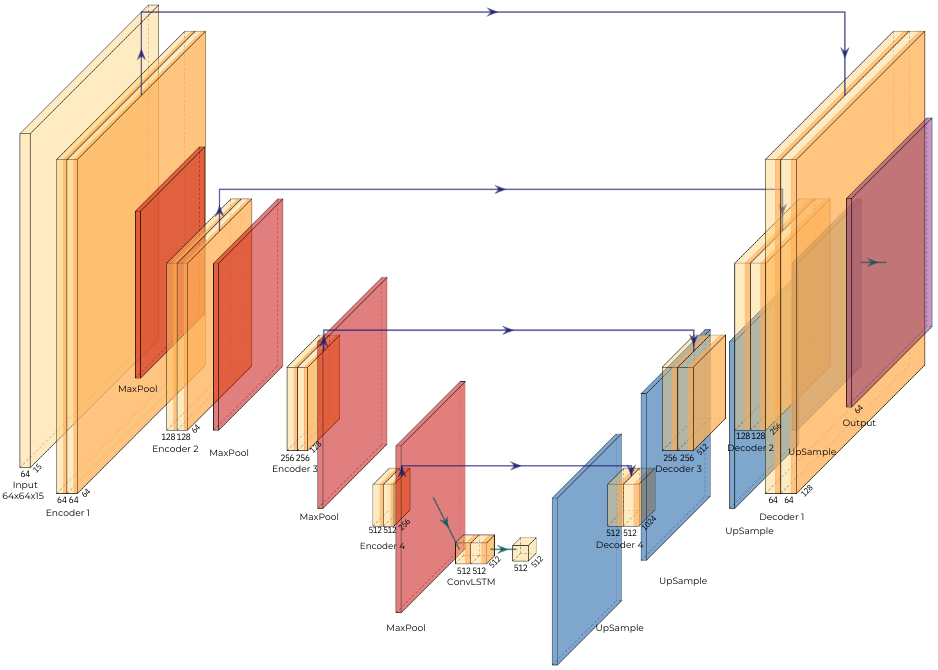 64 15
Input
64x64x15
64 64 64
Encoder 1
MaxPool
128 128 64
Encoder 2
MaxPool
256 256 128
Encoder 3
MaxPool
512 512 256
Encoder 4
MaxPool
512 512 512
ConvLSTM
512 512
UpSample
512 512 1024
Decoder 4
UpSample
256 256 512
Decoder 3
UpSample
128 128 256
Decoder 2
UpSample
64 64 128
Decoder 1
64
Output